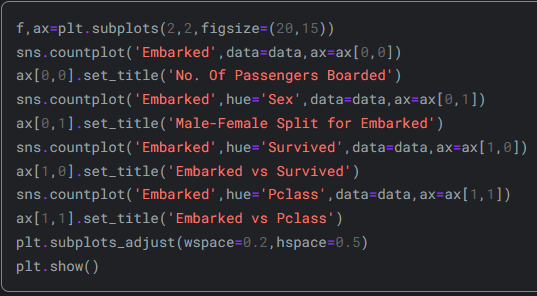 f,ax=plt.subplots(2,2,figsize=(20,15))
sns.countplot('Embarked',data=data,ax=ax[0,0])
ax[0,0].set_title('No. Of Passengers Boarded')
sns.countplot('Embarked',hue='Sex',data=data,ax=ax[0,1])
ax[0,1].set_title('Male-Female Split for Embarked')
sns.countplot('Embarked',hue='Survived',data=data,ax=ax[1,0])
ax[1,0].set_title('Embarked vs Survived')
sns.countplot('Embarked',hue='Pclass',data=data,ax=ax[1,1])
ax[1,1].set_title('Embarked vs Pclass')
plt.subplots_adjust(wspace=0.2,hspace=0.5)
plt.show()